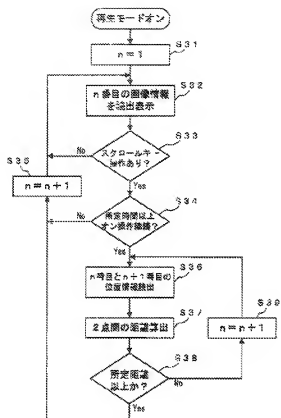 再生モードオン
S31
n=1
S32
n番目の画像情報
を読出表示
S33
スクロールキー
操作あり?
No
S35
n=n+1
Yes
S34
No
所定時間以上
オン操作継続?
Yes
S36
n番目とn+1番目の
位置情報読出
S39
S37
2点間の距離算出
n=n+1
S38
所定距離
以上か?
No
Yes